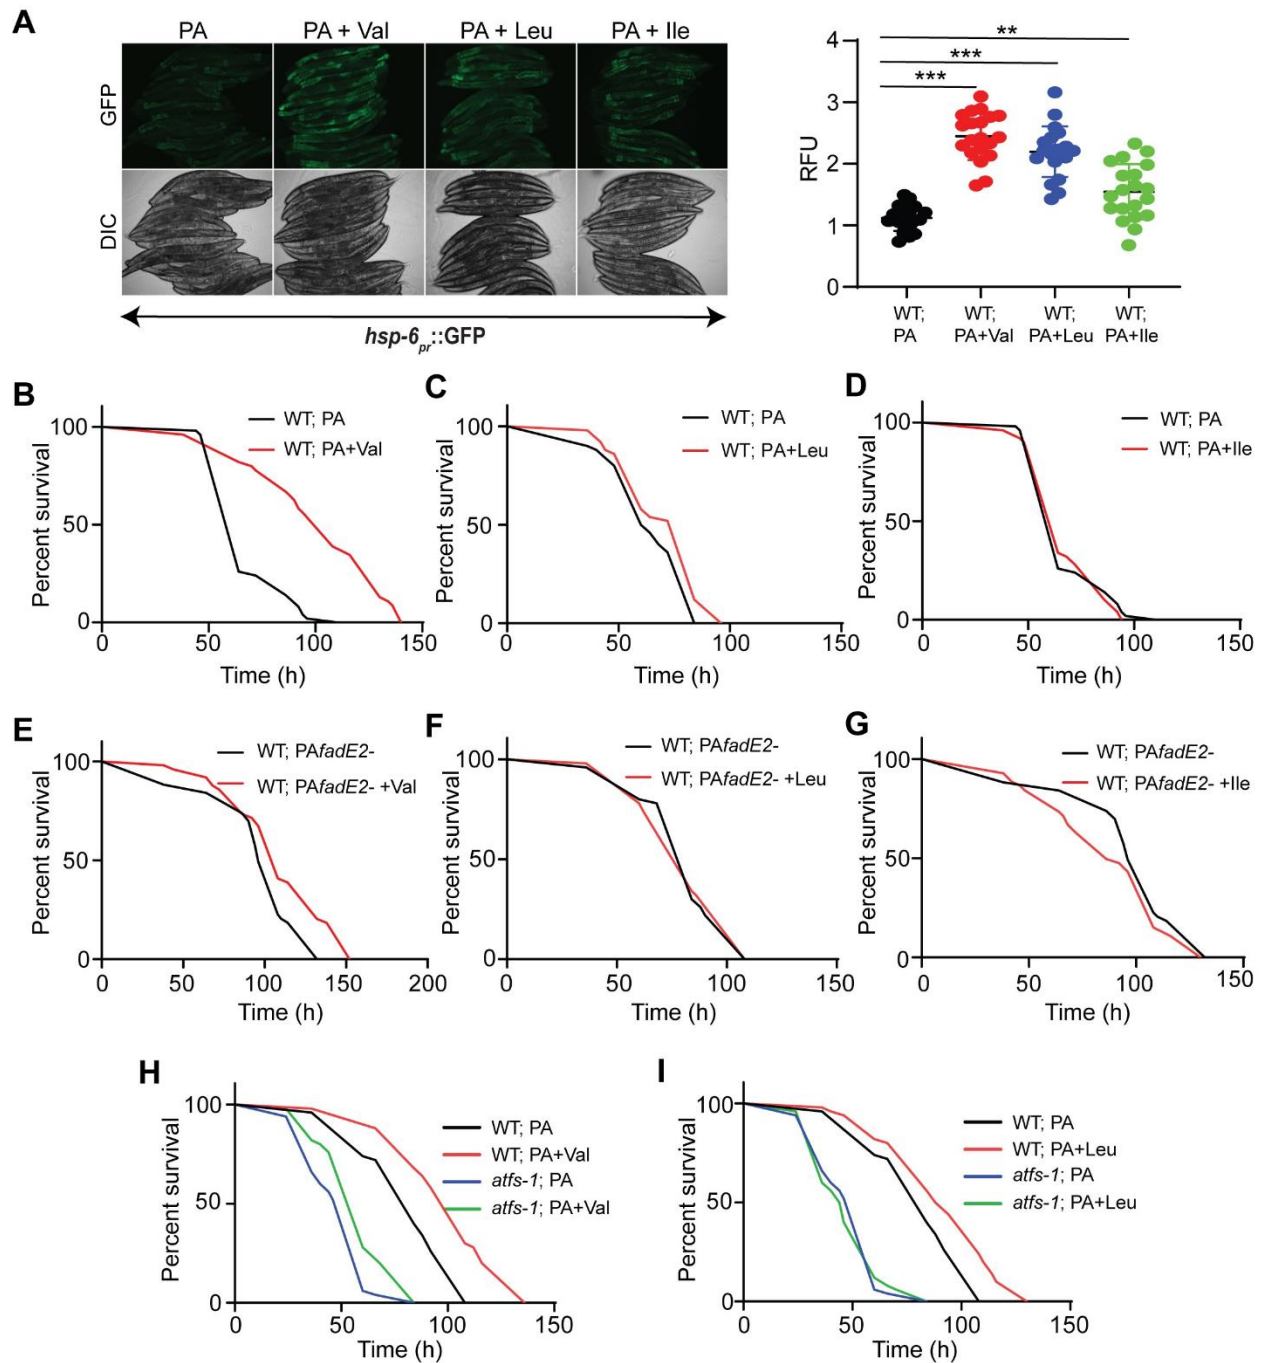 A
PA
PA + Val
PA + Leu
PA + Ile
GFP
DIC
hsp-6pr::GFP
RFU
4
3
2
1
0
**
***
***
WT; PA
WT; PA+Val
WT; PA+Leu
WT; PA+Ile
B
WT; PA
WT; PA+Val
Percent survival
100
50
0
0 50 100 150
Time (h)
C
WT; PA
WT; PA+Leu
Percent survival
100
50
0
0 50 100 150
Time (h)
D
WT; PA
WT; PA+Ile
Percent survival
100
50
0
0 50 100 150
Time (h)
E
WT; PAfadE2-
WT; PAfadE2- +Val
Percent survival
100
50
0
0 50 100 150 200
Time (h)
F
WT; PAfadE2-
WT; PAfadE2- +Leu
Percent survival
100
50
0
0 50 100 150
Time (h)
G
WT; PAfadE2-
WT; PAfadE2- +Ile
Percent survival
100
50
0
0 50 100 150
Time (h)
H
WT; PA
WT; PA+Val
atfs-1; PA
atfs-1; PA+Val
Percent survival
100
50
0
0 50 100 150
Time (h)
I
WT; PA
WT; PA+Leu
atfs-1; PA
atfs-1; PA+Leu
Percent survival
100
50
0
0 50 100 150
Time (h)